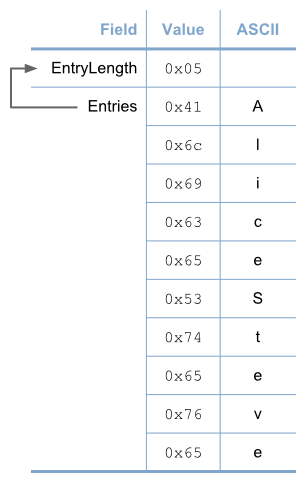 Field Value ASCII
EntryLength 0x05
Entries 0x41 A
0x6c l
0x69 i
0x63 c
0x65 e
0x53 S
0x74 t
0x65 e
0x76 v
0x65 e